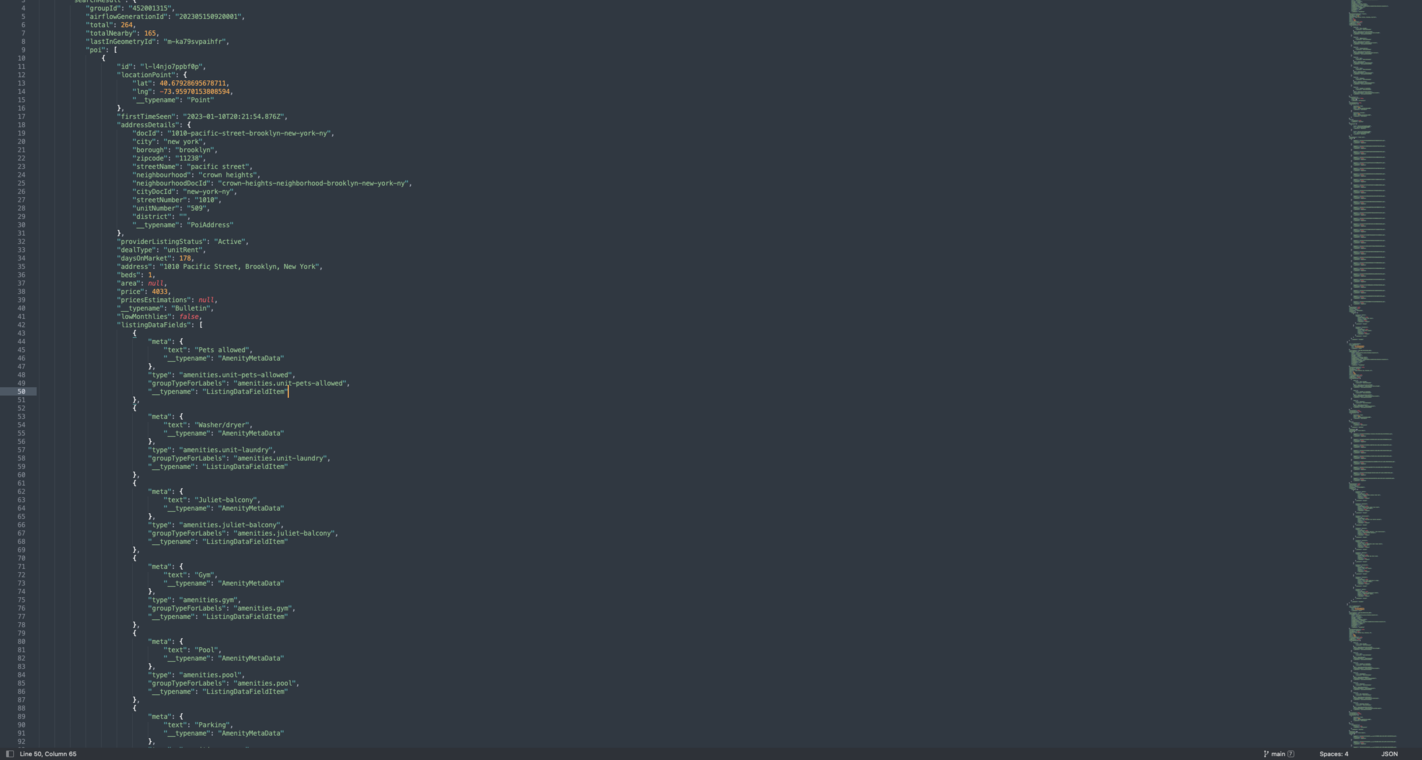 4 "groupId": "452001315",
5 "airflowGenerationId": "202305150920001",
6 "total": 264,
7 "totalNearby": 165,
8 "lastInGeometryId": "m-ka79svpaihfr",
9 "poi": [
10 {
11 "id": "l-l4njo7ppbf0p",
12 "locationPoint": {
13 "lat": 40.67928695678711,
14 "lng": -73.95970153808594,
15 "__typename": "Point"
16 },
17 "firstTimeSeen": "2023-01-10T20:21:54.876Z",
18 "addressDetails": {
19 "docId": "1010-pacific-street-brooklyn-new-york-ny",
20 "city": "new york",
21 "borough": "brooklyn",
22 "zipcode": "11238",
23 "streetName": "pacific street",
24 "neighbourhood": "crown heights",
25 "neighbourhoodDocId": "crown-heights-neighborhood-brooklyn-new-york-ny",
26 "cityDocId": "new-york-ny",
27 "streetNumber": "1010",
28 "unitNumber": "509",
29 "district": "",
30 "__typename": "PoiAddress"
31 },
32 "providerListingStatus": "Active",
33 "dealType": "unitRent",
34 "daysOnMarket": 178,
35 "address": "1010 Pacific Street, Brooklyn, New York",
36 "beds": 1,
37 "area": null,
38 "price": 4033,
39 "pricesEstimations": null,
40 "__typename": "Bulletin",
41 "lowMonthlies": false,
42 "listingDataFields": [
43 {
44 "meta": {
45 "text": "Pets allowed",
46 "__typename": "AmenityMetaData"
47 },
48 "type": "amenities.unit-pets-allowed",
49 "groupTypeForLabels": "amenities.unit-pets-allowed",
50 "__typename": "ListingDataFieldItem"
51 },
52 {
53 "meta": {
54 "text": "Washer/dryer",
55 "__typename": "AmenityMetaData"
56 },
57 "type": "amenities.unit-laundry",
58 "groupTypeForLabels": "amenities.unit-laundry",
59 "__typename": "ListingDataFieldItem"
60 },
61 {
62 "meta": {
63 "text": "Juliet-balcony",
64 "__typename": "AmenityMetaData"
65 },
66 "type": "amenities.juliet-balcony",
67 "groupTypeForLabels": "amenities.juliet-balcony",
68 "__typename": "ListingDataFieldItem"
69 },
70 {
71 "meta": {
72 "text": "Gym",
73 "__typename": "AmenityMetaData"
74 },
75 "type": "amenities.gym",
76 "groupTypeForLabels": "amenities.gym",
77 "__typename": "ListingDataFieldItem"
78 },
79 {
80 "meta": {
81 "text": "Pool",
82 "__typename": "AmenityMetaData"
83 },
84 "type": "amenities.pool",
85 "groupTypeForLabels": "amenities.pool",
86 "__typename": "ListingDataFieldItem"
87 },
88 {
89 "meta": {
90 "text": "Parking",
91 "__typename": "AmenityMetaData"
92 },
Line 50, Column 65 main 7 Spaces: 4 JSON